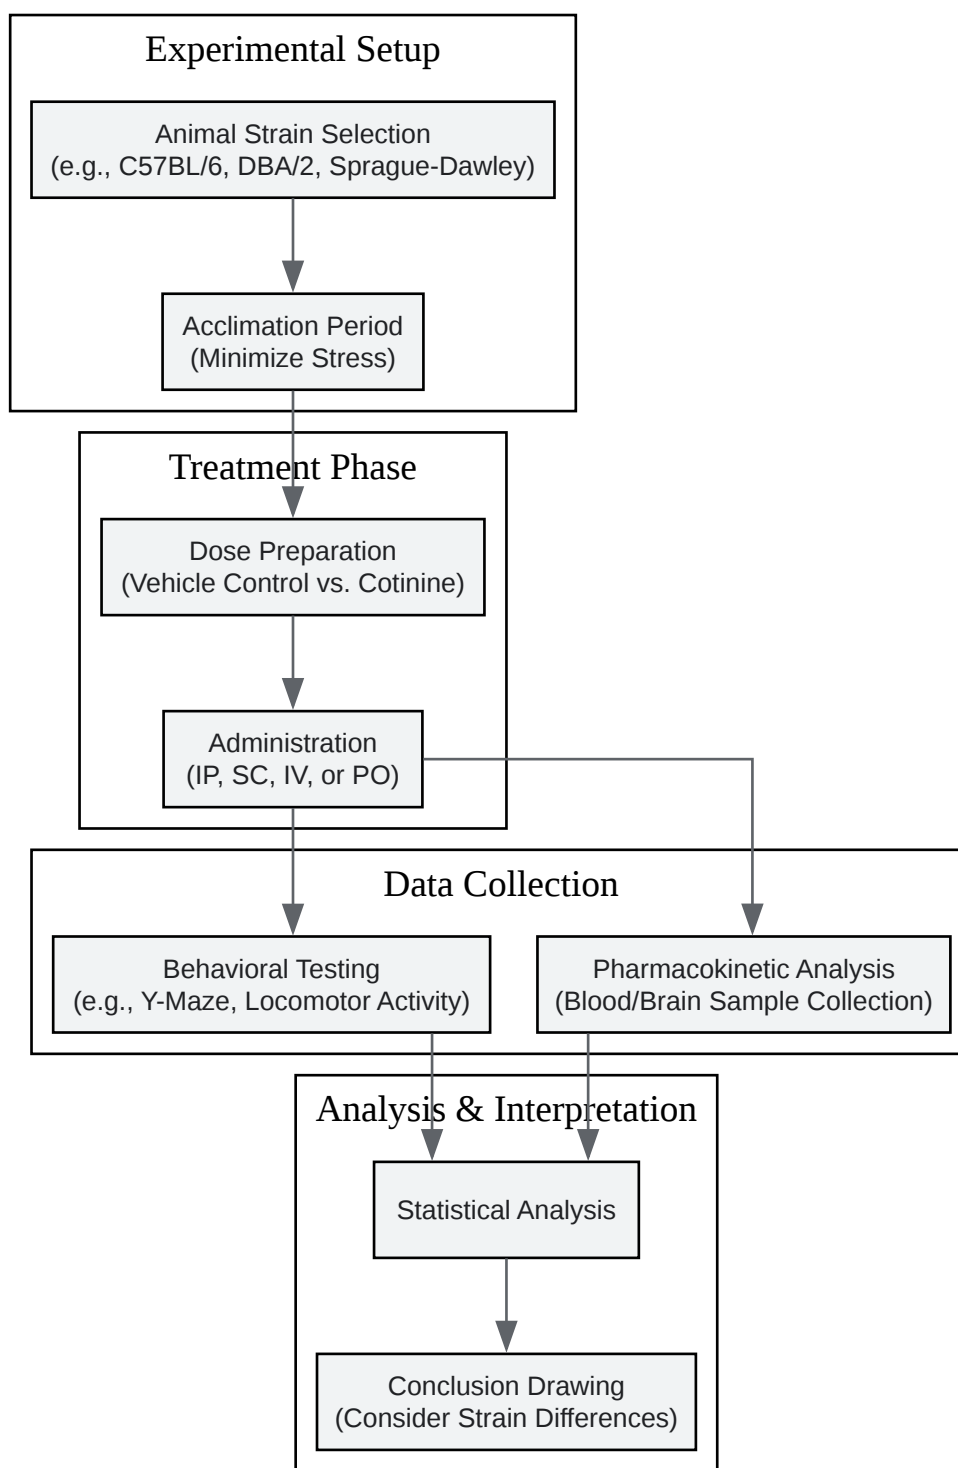 Experimental Setup
Animal Strain Selection
(e.g., C57BL/6, DBA/2, Sprague-Dawley)
Acclimation Period
(Minimize Stress)
Treatment Phase
Dose Preparation
(Vehicle Control vs. Cotinine)
Administration
(IP, SC, IV, or PO)
Data Collection
Behavioral Testing
(e.g., Y-Maze, Locomotor Activity)
Pharmacokinetic Analysis
(Blood/Brain Sample Collection)
Analysis & Interpretation
Statistical Analysis
Conclusion Drawing
(Consider Strain Differences)